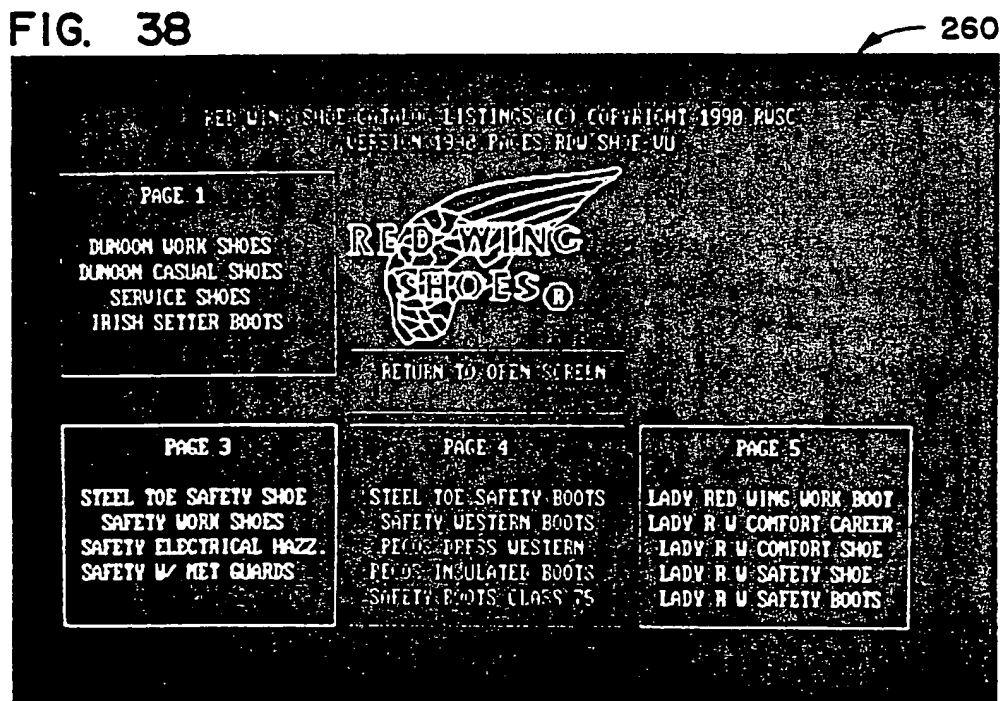 FIG. 38
260
RED WING SHOE CATALOG LISTINGS (C) COPYRIGHT 1990 RWSC
VERSION 1990 PAGES RDW SHOE-VU
PAGE 1
DUNOON WORK SHOES
DUNOON CASUAL SHOES
SERVICE SHOES
IRISH SETTER BOOTS
RED WING
SHOES ®
RETURN TO OPEN SCREEN
PAGE 3
STEEL TOE SAFETY SHOE
SAFETY WORK SHOES
SAFETY ELECTRICAL HAZZ.
SAFETY W/ MET GUARDS
PAGE 4
STEEL TOE SAFETY BOOTS
SAFETY WESTERN BOOTS
PECOS DRESS WESTERN
PECOS INSULATED BOOTS
SAFETY BOOTS CLASS 75
PAGE 5
LADY RED WING WORK BOOT
LADY R W COMFORT CAREER
LADY R W COMFORT SHOE
LADY R W SAFETY SHOE
LADY R W SAFETY BOOTS